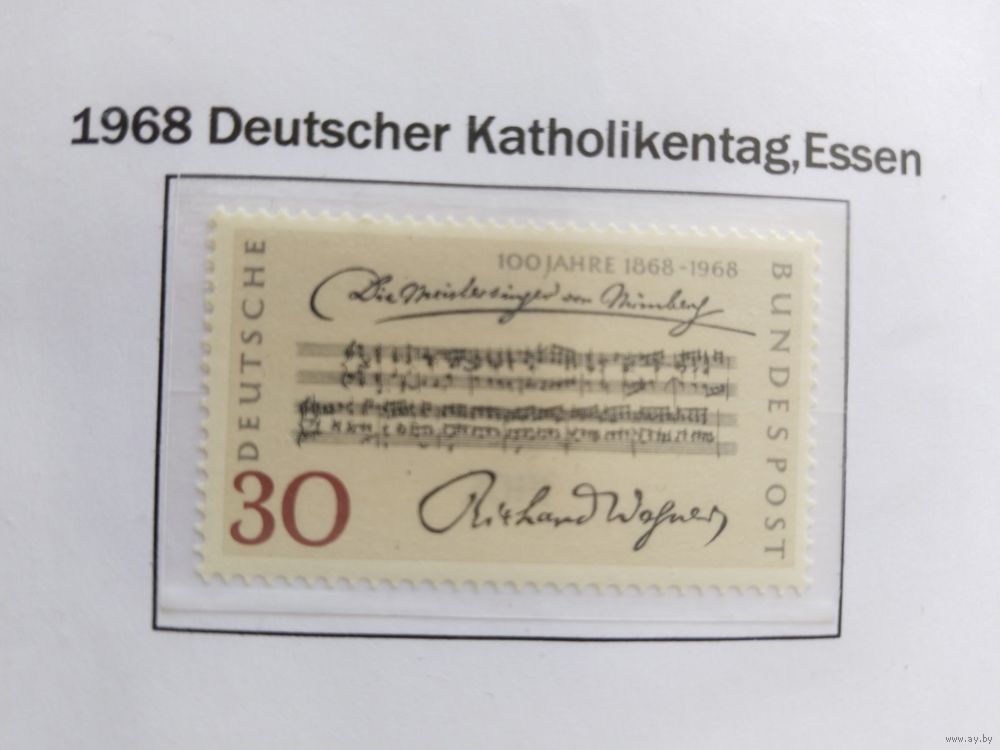 1968 Deutscher Katholikentag,Essen
DEUTSCHE
100 JAHRE 1868-1968
Die Meistersinger von Nürnberg
BUNDESPOST
30
Richard Wagner
www.ay.by